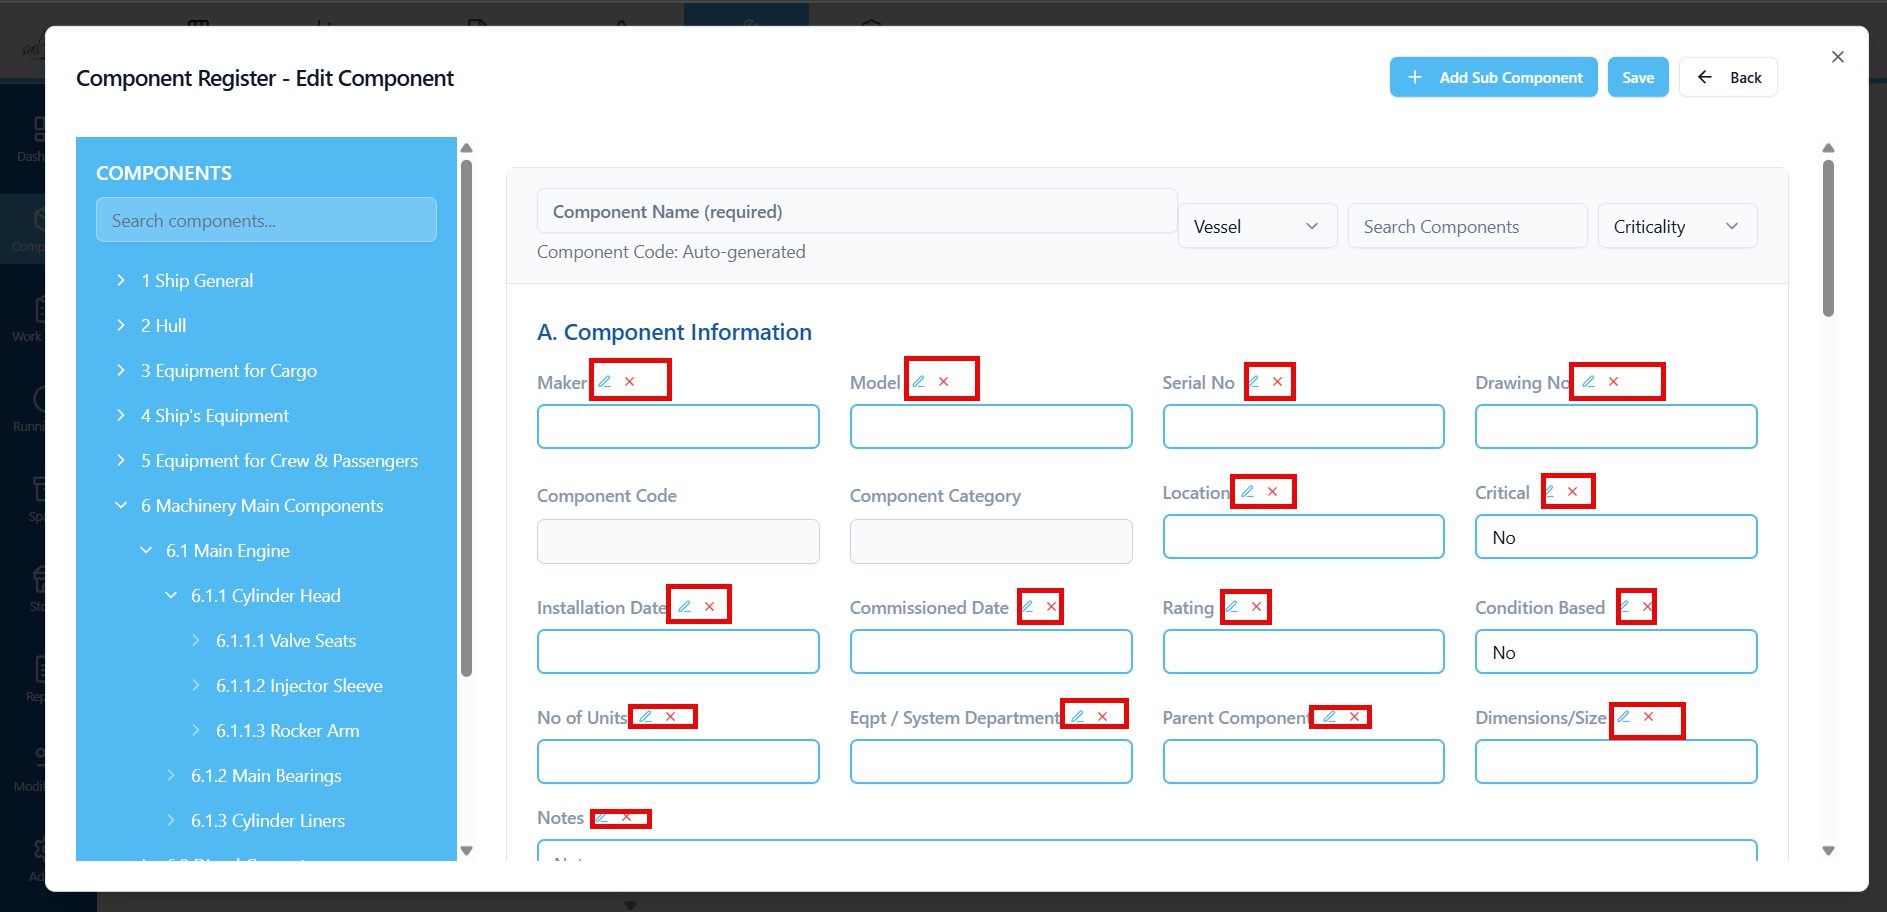 Component Register - Edit Component
Add Sub Component
Save
Back
COMPONENTS
Search components...
1 Ship General
2 Hull
3 Equipment for Cargo
4 Ship's Equipment
5 Equipment for Crew & Passengers
6 Machinery Main Components
6.1 Main Engine
6.1.1 Cylinder Head
6.1.1.1 Valve Seats
6.1.1.2 Injector Sleeve
6.1.1.3 Rocker Arm
6.1.2 Main Bearings
6.1.3 Cylinder Liners
Component Name (required)
Vessel
Search Components
Criticality
Component Code: Auto-generated
A. Component Information
Maker
Model
Serial No
Drawing No
Component Code
Component Category
Location
Critical
No
Installation Date
Commissioned Date
Rating
Condition Based
No
No of Units
Eqpt / System Department
Parent Component
Dimensions/Size
Notes